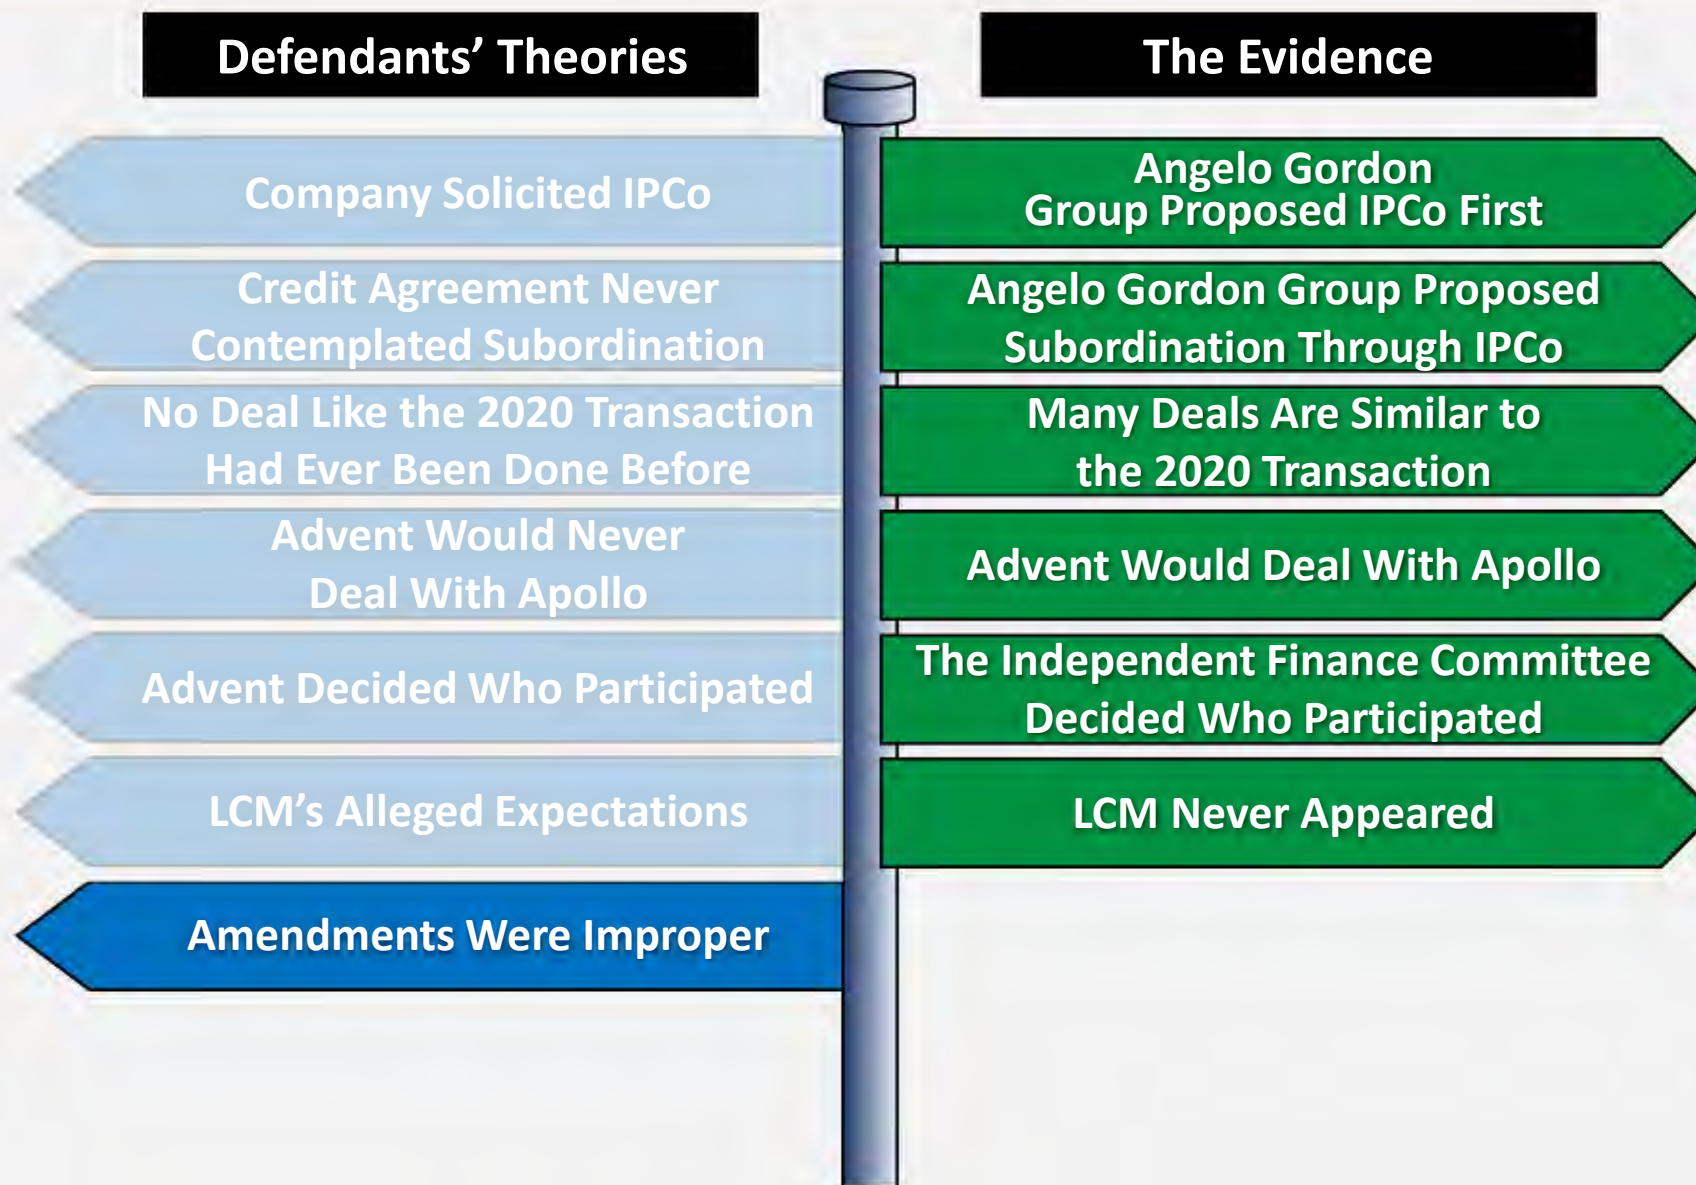 Defendants’ Theories
The Evidence
Company Solicited IPCo
Angelo Gordon
Group Proposed IPCo First
Credit Agreement Never
Contemplated Subordination
Angelo Gordon Group Proposed
Subordination Through IPCo
No Deal Like the 2020 Transaction
Had Ever Been Done Before
Many Deals Are Similar to
the 2020 Transaction
Advent Would Never
Deal With Apollo
Advent Would Deal With Apollo
Advent Decided Who Participated
The Independent Finance Committee
Decided Who Participated
LCM’s Alleged Expectations
LCM Never Appeared
Amendments Were Improper